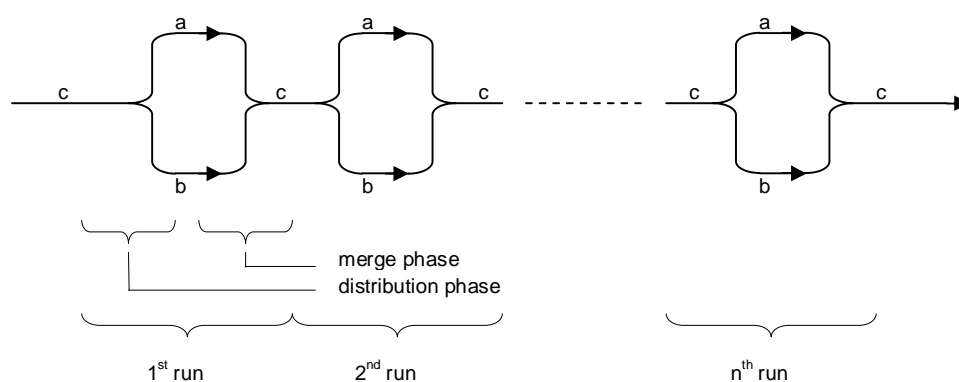 a a a
c c c c c
b b b
merge phase
distribution phase
1st run 2nd run nth run